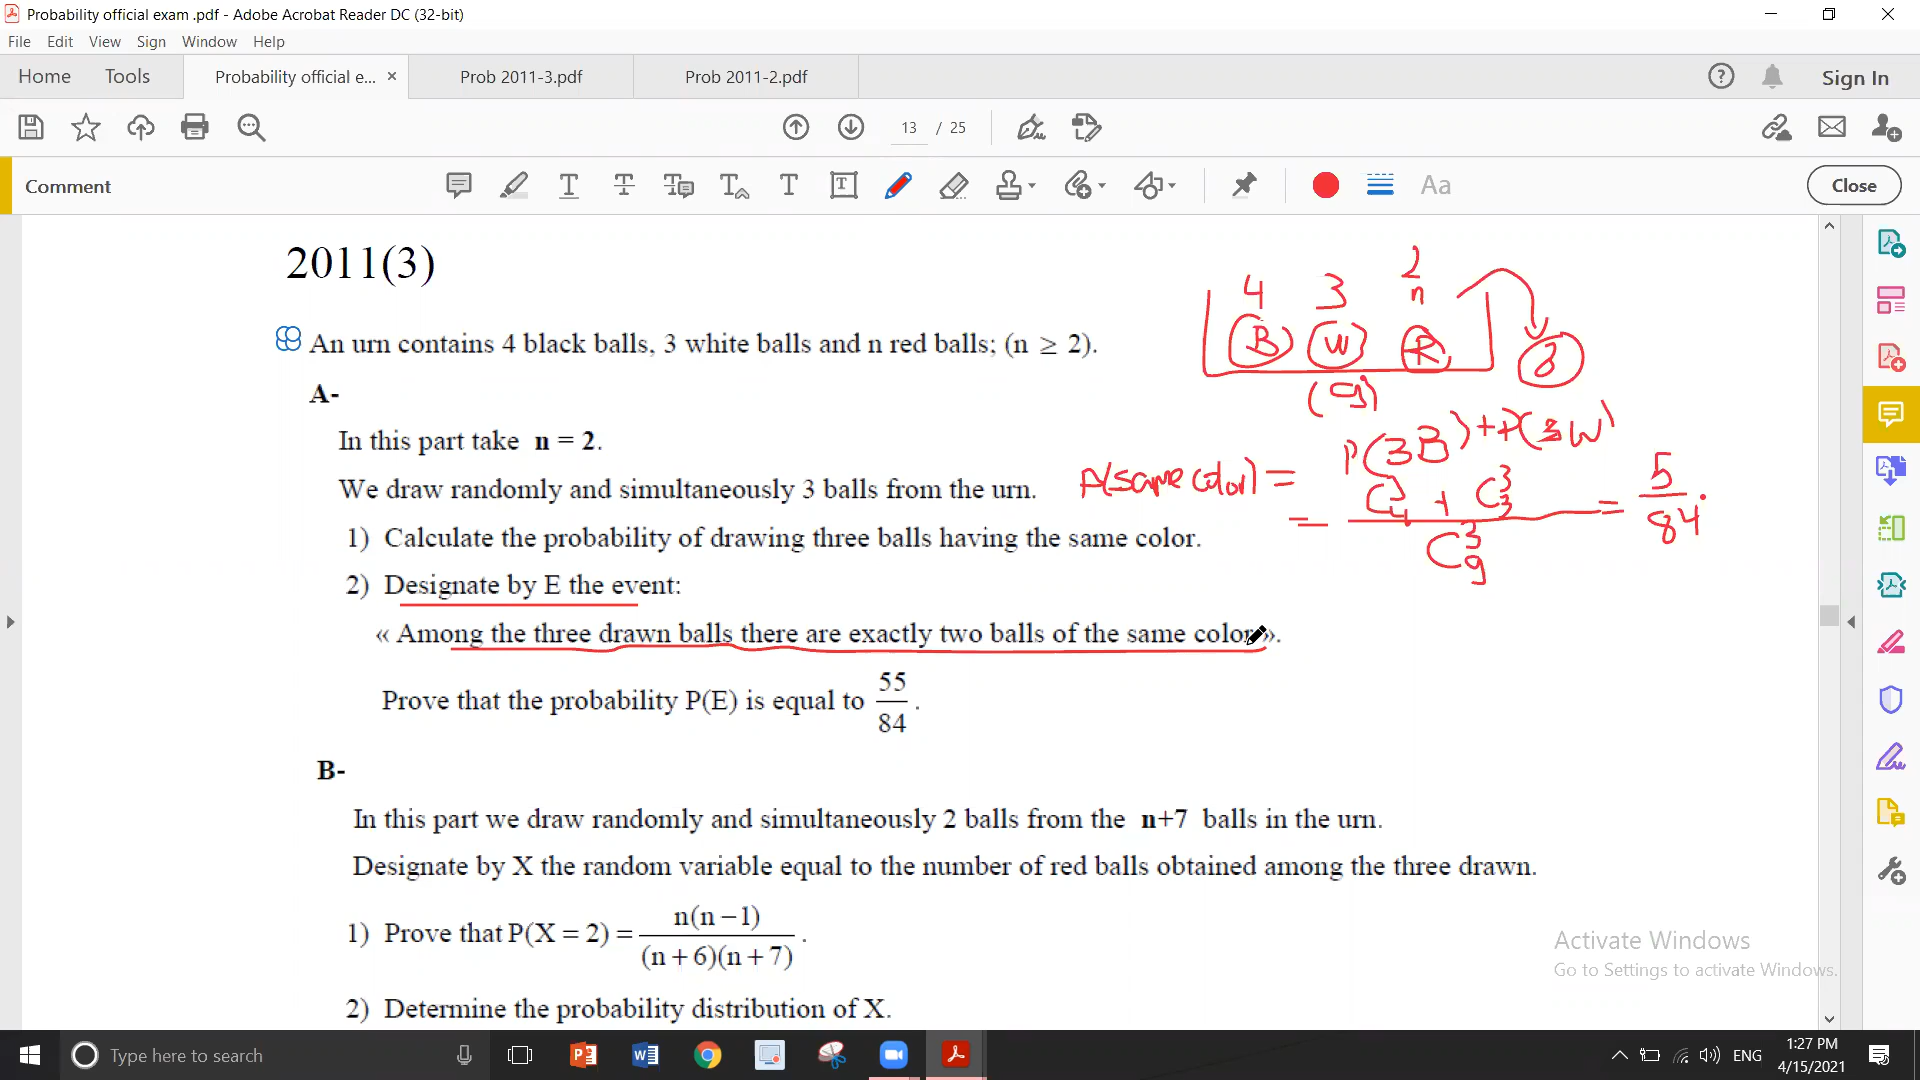 Probability official exam .pdf - Adobe Acrobat Reader DC (32-bit)
File Edit View Sign Window Help
Home Tools Probability official e... × Prob 2011-3.pdf Prob 2011-2.pdf Sign In
13 / 25
Comment Aa Close
2011(3)
4 3 2
n
B W R 3
An urn contains 4 black balls, 3 white balls and n red balls; (n ≥ 2).
A-
In this part take n = 2.
P(3B)+P(3W)
We draw randomly and simultaneously 3 balls from the urn.
P(same color) =
= C₄³ + C₃³ / C₉³ = 5/84.
1) Calculate the probability of drawing three balls having the same color.
2) Designate by E the event:
« Among the three drawn balls there are exactly two balls of the same color ».
Prove that the probability P(E) is equal to 55/84 .
B-
In this part we draw randomly and simultaneously 2 balls from the n+7 balls in the urn.
Designate by X the random variable equal to the number of red balls obtained among the three drawn.
1) Prove that P(X = 2) = n(n−1)/(n+6)(n+7) .
2) Determine the probability distribution of X.
Activate Windows
Go to Settings to activate Windows.
Type here to search
ENG
1:27 PM
4/15/2021